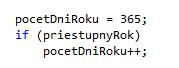 pocetDniRoku = 365;
if (priestupnyRok)
    pocetDniRoku++;